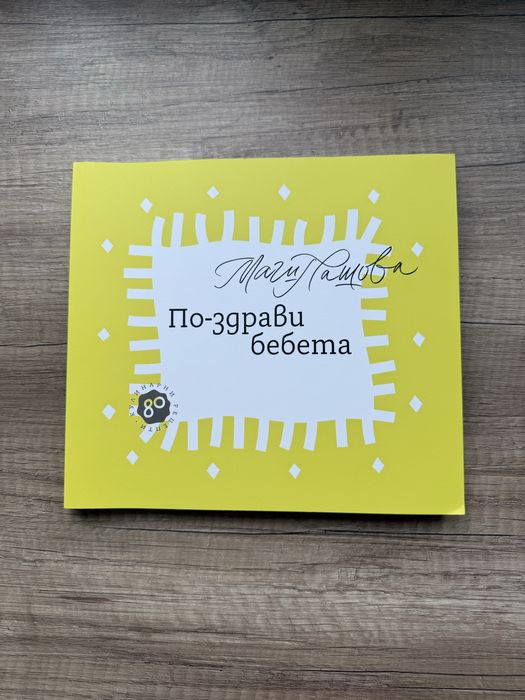 Маги Пашова
По-здрави
бебета
80
КУЛИНАРНИ РЕЦЕПТИ